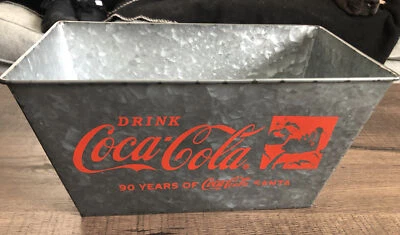 DRINK
Coca-Cola
90 YEARS OF Coca-Cola SANTA